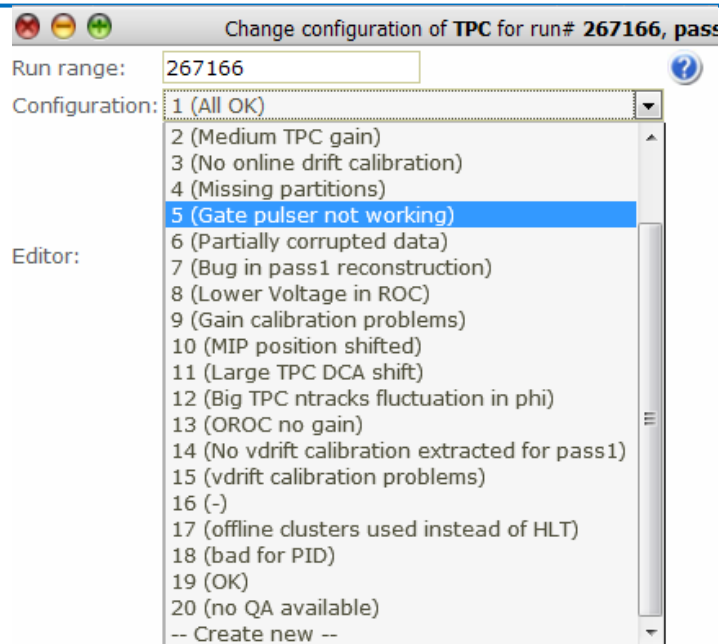 Change configuration of TPC for run# 267166, pass
Run range: 267166
Configuration: 1 (All OK)
2 (Medium TPC gain)
3 (No online drift calibration)
4 (Missing partitions)
5 (Gate pulser not working)
6 (Partially corrupted data)
Editor:
7 (Bug in pass1 reconstruction)
8 (Lower Voltage in ROC)
9 (Gain calibration problems)
10 (MIP position shifted)
11 (Large TPC DCA shift)
12 (Big TPC ntracks fluctuation in phi)
13 (OROC no gain)
14 (No vdrift calibration extracted for pass1)
15 (vdrift calibration problems)
16 (-)
17 (offline clusters used instead of HLT)
18 (bad for PID)
19 (OK)
20 (no QA available)
-- Create new --